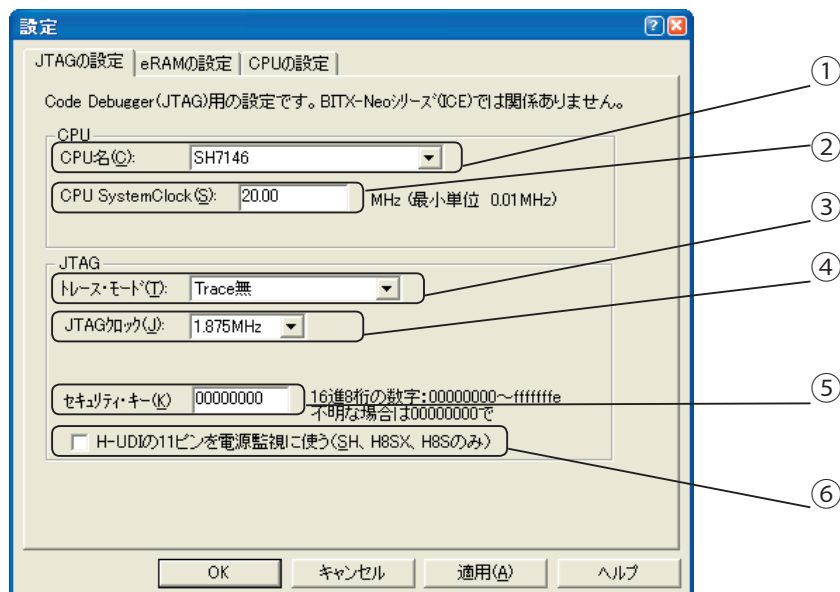 設定
JTAGの設定 eRAMの設定 CPUの設定
Code Debugger(JTAG)用の設定です。BITX-Neoシリーズ(ICE)では関係ありません。
CPU
CPU名(C): SH7146
①
CPU SystemClock(S): 20.00 MHz (最小単位 0.01MHz)
②
JTAG
③
トレース・モード(T): Trace無
④
JTAGクロック(J): 1.875MHz
セキュリティ・キー(K) 00000000 16進8桁の数字:00000000~fffffffe
不明な場合は00000000で
⑤
H-UDIの11ピンを電源監視に使う(SH、H8SX、H8Sのみ)
⑥
OK キャンセル 適用(A) ヘルプ